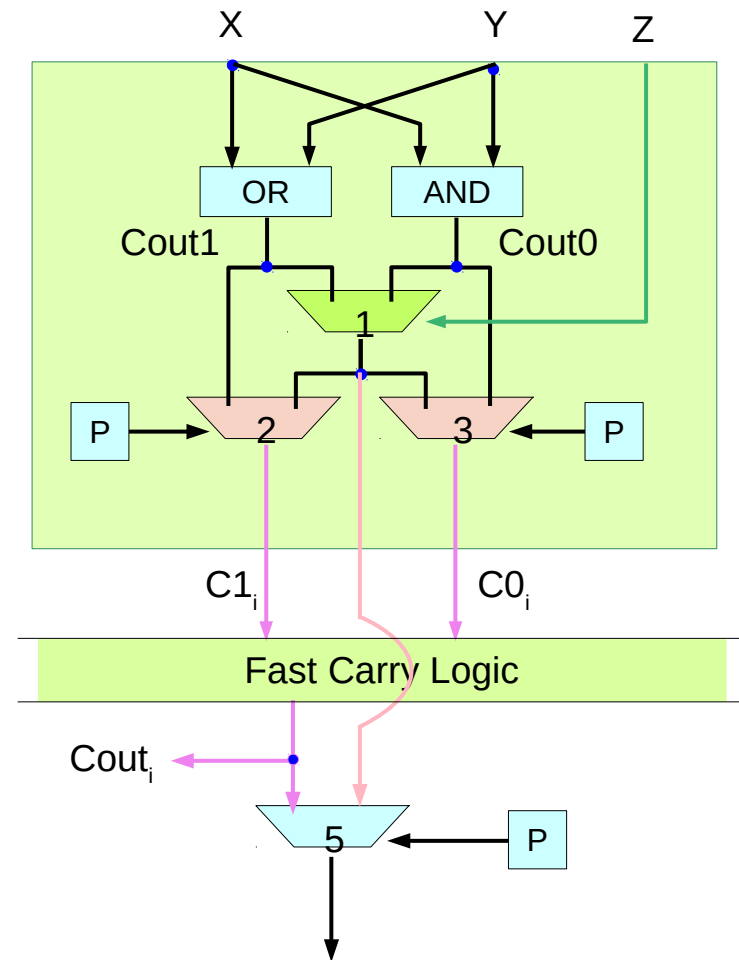 X Y Z
OR AND
Cout1 Cout0
1
P 2 3 P
C1i C0i
Fast Carry Logic
Couti
5 P